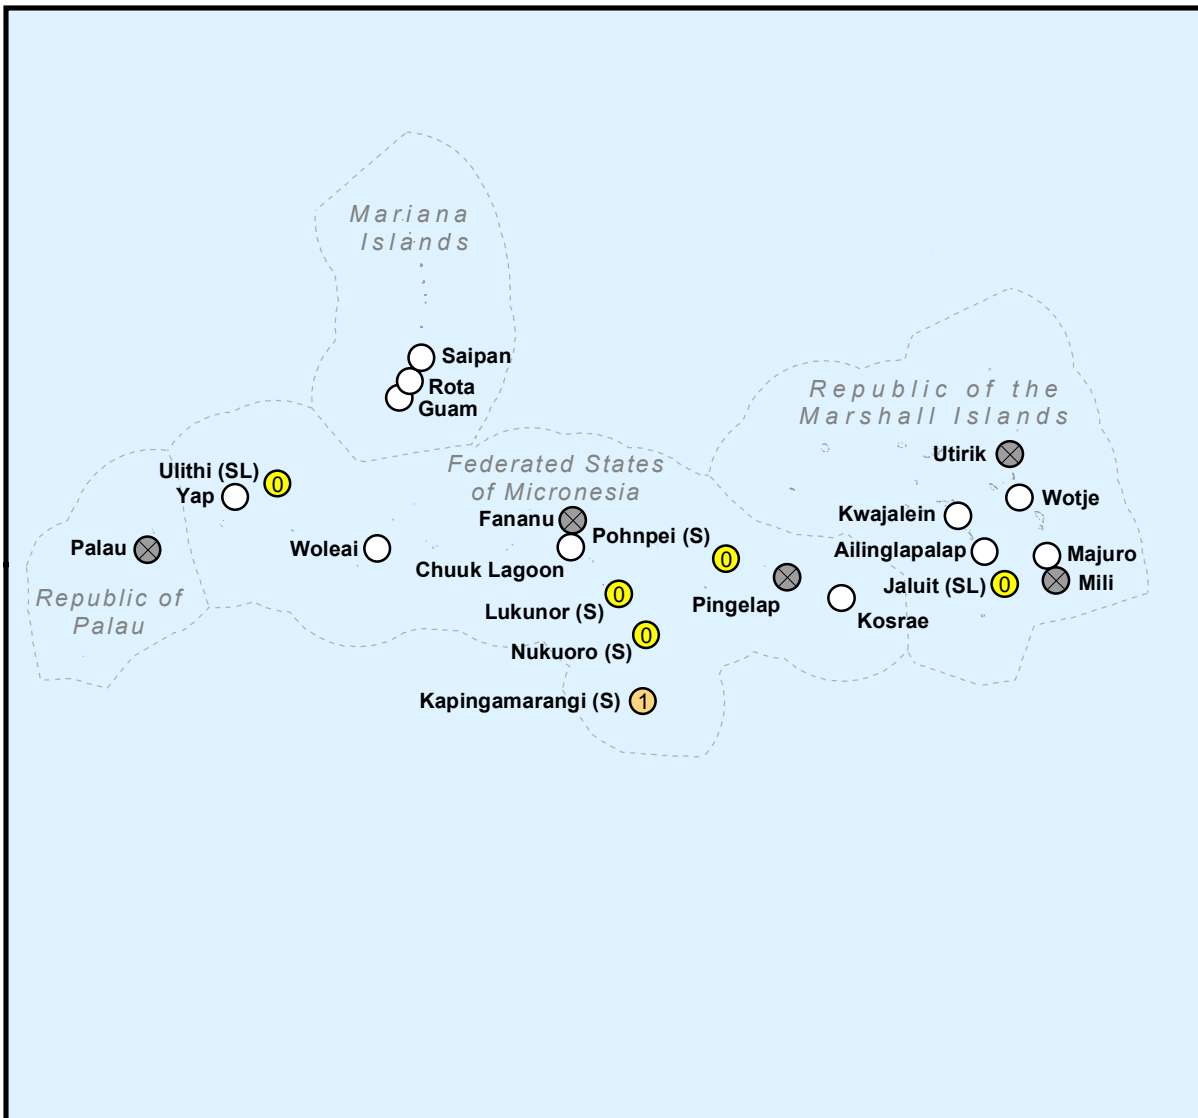 Mariana
Islands
Saipan
Rota
Guam
Republic of the
Marshall Islands
Utirik
Ulithi (SL)
0
Yap
Federated States
of Micronesia
Wotje
Kwajalein
Fananu
Pohnpei (S)
0
Palau
Woleai
Chuuk Lagoon
Ailinglapalap
Majuro
Jaluit (SL)
0
Mili
Republic of
Palau
Lukunor (S)
0
Pingelap
Kosrae
Nukuoro (S)
0
Kapingamarangi (S)
1